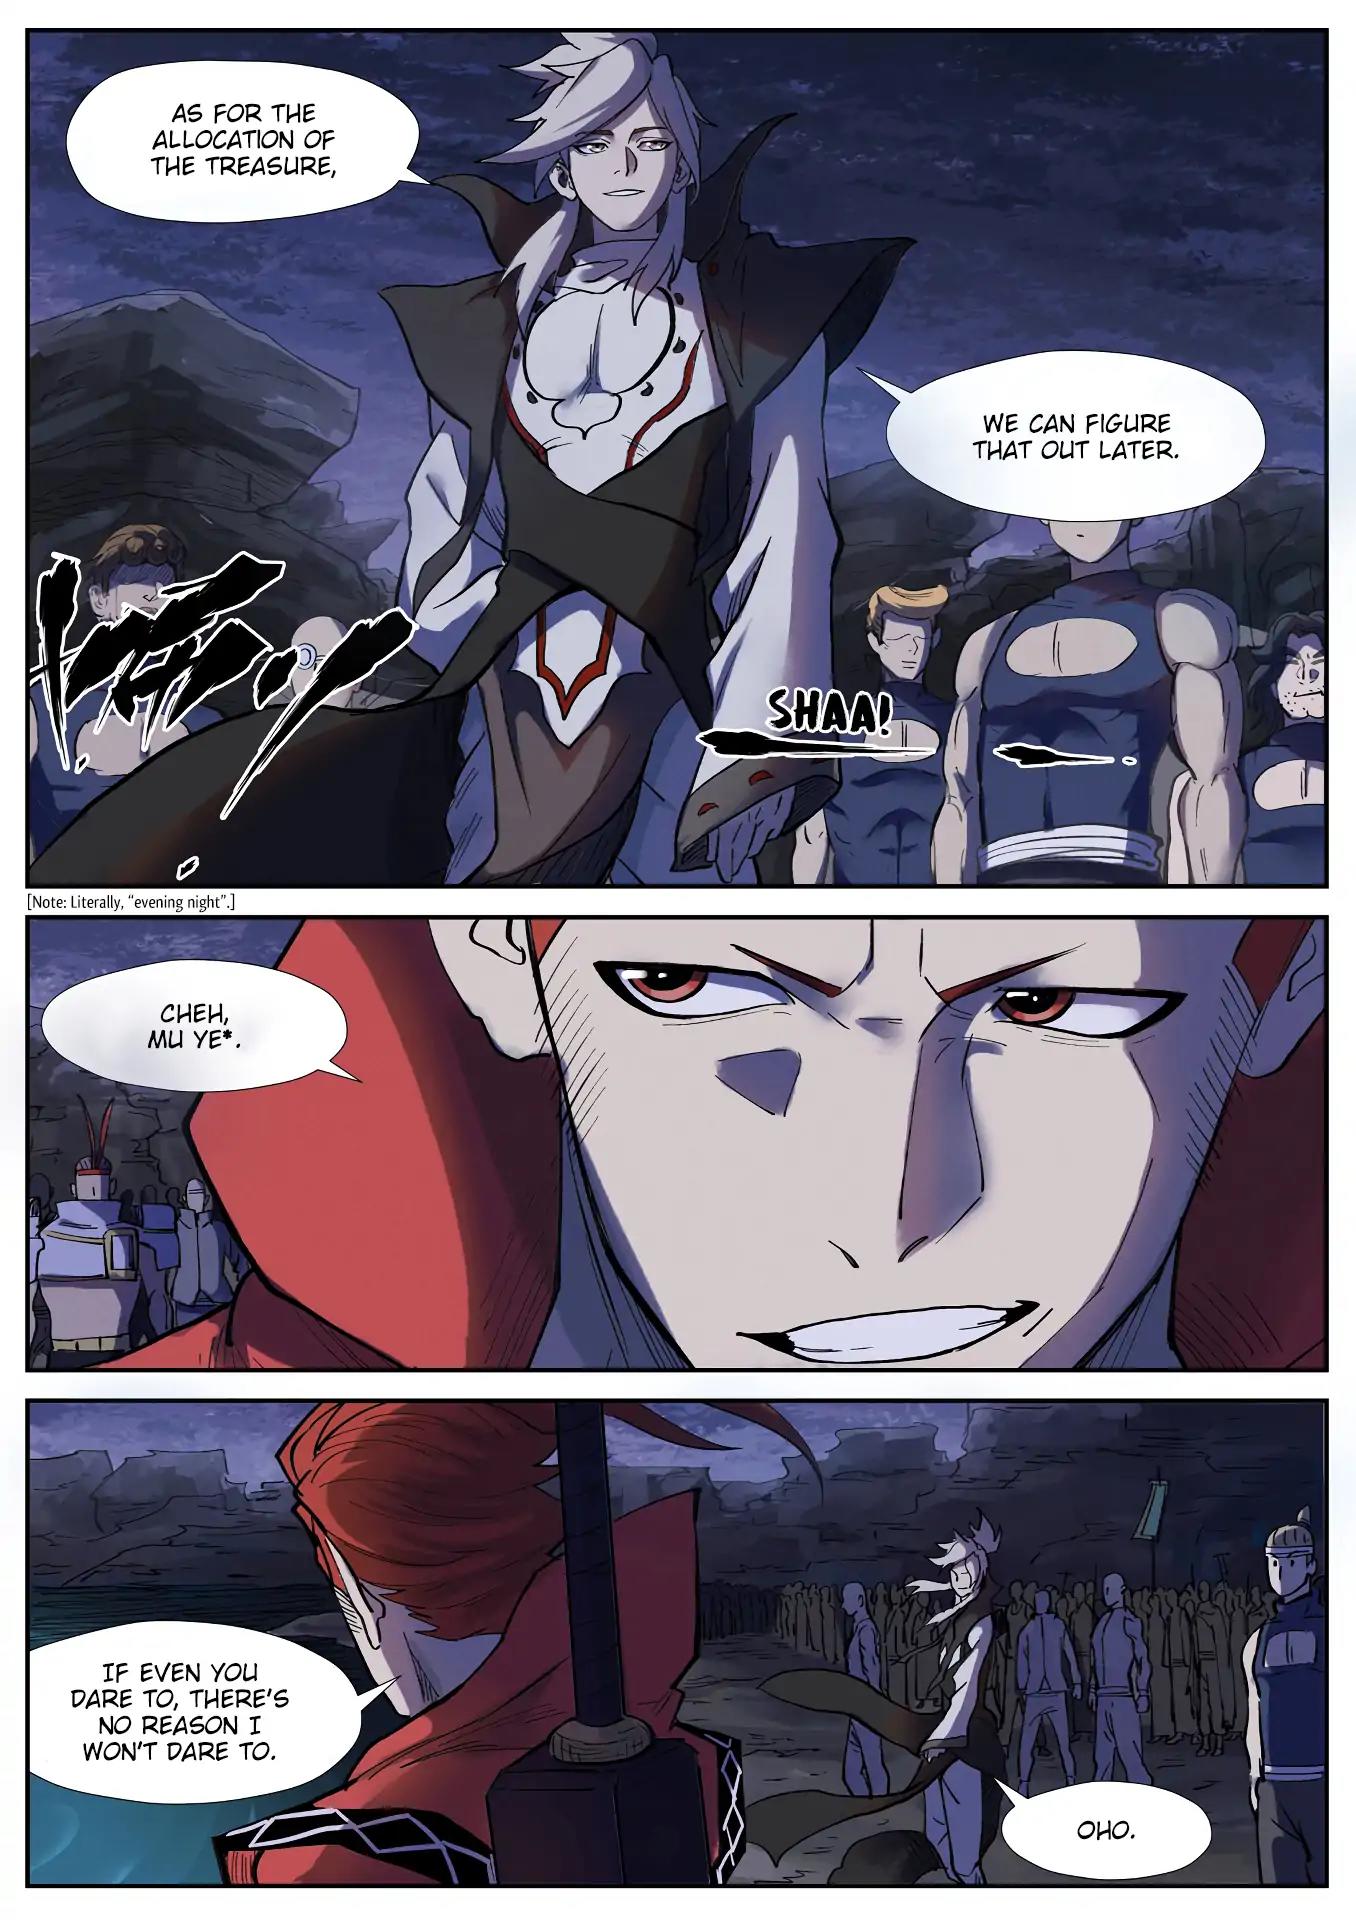 AS FOR THE
ALLOCATION OF
THE TREASURE,
WE CAN FIGURE
THAT OUT LATER.
SHAA!
[Note: Literally, “evening night”.]
CHEH,
MU YE*.
IF EVEN YOU
DARE TO, THERE'S
NO REASON I
WON'T DARE TO.
OHO.